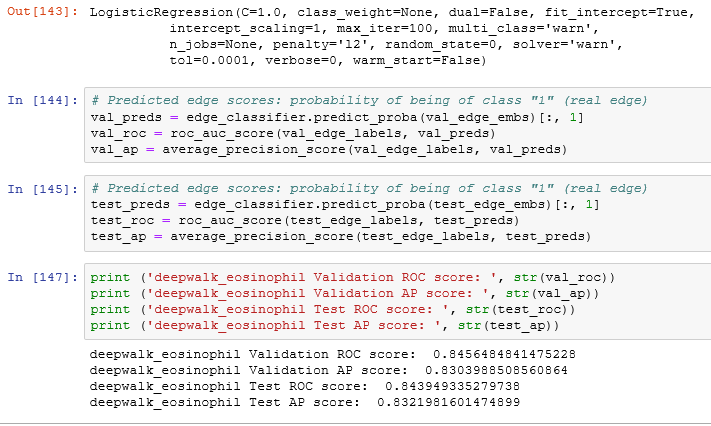 Out[143]: LogisticRegression(C=1.0, class_weight=None, dual=False, fit_intercept=True,
intercept_scaling=1, max_iter=100, multi_class='warn',
n_jobs=None, penalty='l2', random_state=0, solver='warn',
tol=0.0001, verbose=0, warm_start=False)
In [144]: # Predicted edge scores: probability of being of class "1" (real edge)
val_preds = edge_classifier.predict_proba(val_edge_embs)[:, 1]
val_roc = roc_auc_score(val_edge_labels, val_preds)
val_ap = average_precision_score(val_edge_labels, val_preds)
In [145]: # Predicted edge scores: probability of being of class "1" (real edge)
test_preds = edge_classifier.predict_proba(test_edge_embs)[:, 1]
test_roc = roc_auc_score(test_edge_labels, test_preds)
test_ap = average_precision_score(test_edge_labels, test_preds)
In [147]: print ('deepwalk_eosinophil Validation ROC score: ', str(val_roc))
print ('deepwalk_eosinophil Validation AP score: ', str(val_ap))
print ('deepwalk_eosinophil Test ROC score: ', str(test_roc))
print ('deepwalk_eosinophil Test AP score: ', str(test_ap))
deepwalk_eosinophil Validation ROC score:  0.8456484841475228
deepwalk_eosinophil Validation AP score:  0.8303988508560864
deepwalk_eosinophil Test ROC score:  0.843949335279738
deepwalk_eosinophil Test AP score:  0.8321981601474899